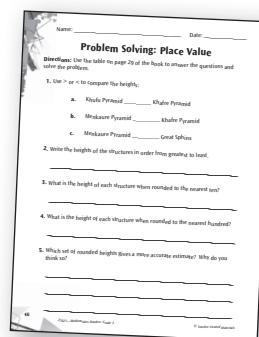 Name: Date:
Problem Solving: Place Value
Directions: Use the table on page 29 of the book to answer the questions and
solve the problem.
1. Use > or < to compare the heights:
a. Khufu Pyramid ________ Khafre Pyramid
b. Menkaure Pyramid ________ Khafre Pyramid
c. Menkaure Pyramid ________ Great Sphinx
2. Write the heights of the structures in order from greatest to least.
3. What is the height of each structure when rounded to the nearest ten?
4. What is the height of each structure when rounded to the nearest hundred?
5. Which set of rounded heights gives a more accurate estimate? Why do you
think so?